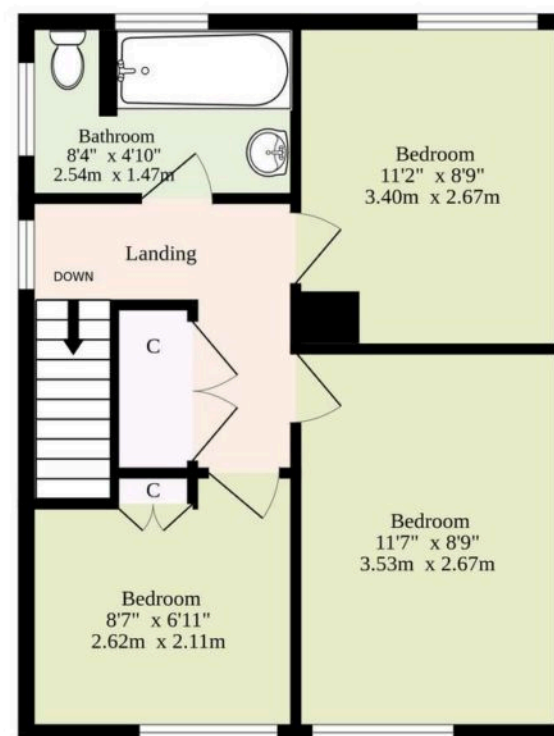 Bathroom
8'4" x 4'10"
2.54m x 1.47m
Bedroom
11'2" x 8'9"
3.40m x 2.67m
Landing
DOWN
C
C
Bedroom
11'7" x 8'9"
3.53m x 2.67m
Bedroom
8'7" x 6'11"
2.62m x 2.11m